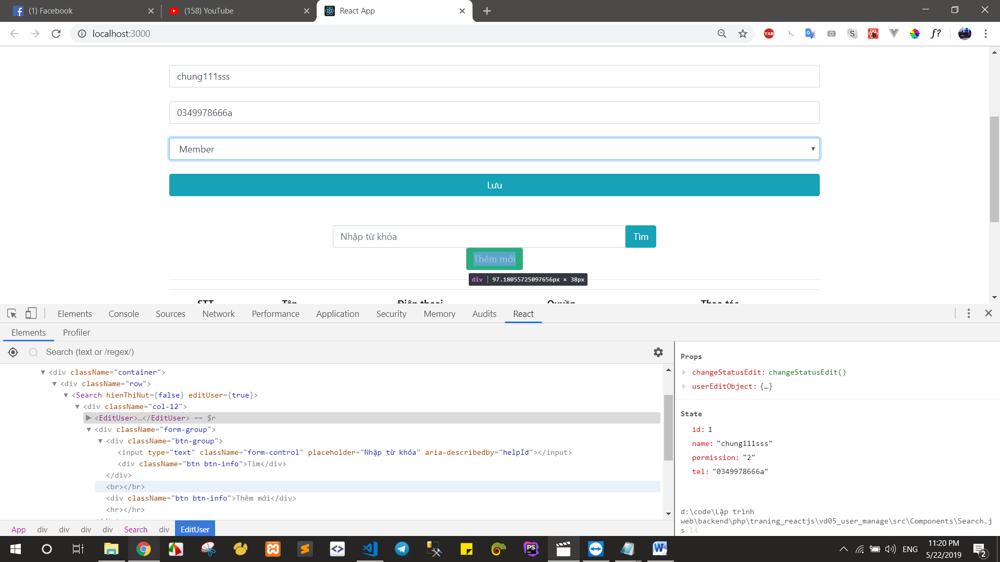 (1) Facebook
(158) YouTube
React App
localhost:3000
YAB
S
f?
chung111sss
0349978666a
Member
Lưu
Nhập từ khóa
Tìm
Thêm mới
div | 97.18055725097656px × 38px
STT Tên Điện thoại Quyền Thao tác
Elements Console Sources Network Performance Application Security Memory Audits React
Elements Profiler
Search (text or /regex/)
▼<div className="container">
▼<div className="row">
▼<Search hienThiNut={false} editUser={true}>
▼<div className="col-12">
▶<EditUser>…</EditUser> == $r
▼<div className="form-group">
▼<div className="btn-group">
<input type="text" className="form-control" placeholder="Nhập từ khóa" aria-describedby="helpId"></input>
<div className="btn btn-info">Tìm</div>
</div>
<br></br>
<div className="btn btn-info">Thêm mới</div>
<hr></hr>
App div div div div Search div EditUser
Props
changeStatusEdit: changeStatusEdit()
userEditObject: {…}
State
id: 1
name: "chung111sss"
permission: "2"
tel: "0349978666a"
d:\code\Lập trình
web\backend\php\traning_reactjs\vd05_user_manage\src\Components\Search.j
s:14
PS
W
ENG
11:20 PM
5/22/2019
2